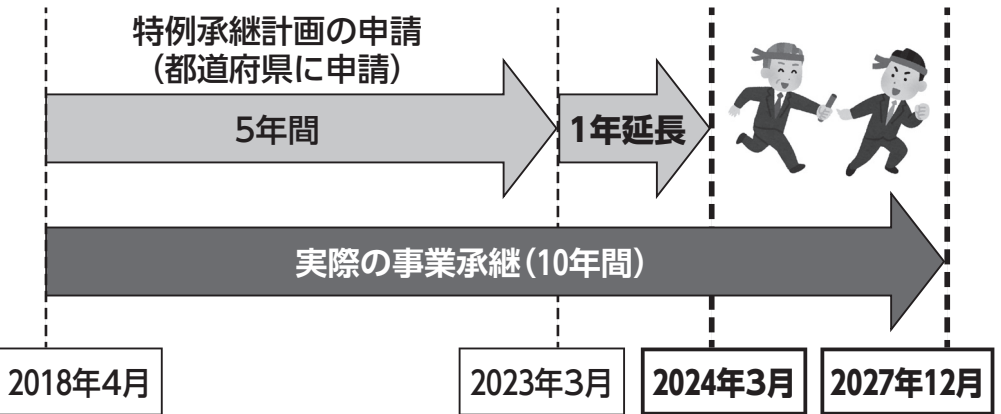 特例承継計画の申請
（都道府県に申請）
5年間
1年延長
実際の事業承継（10年間）
2018年4月
2023年3月
2024年3月
2027年12月